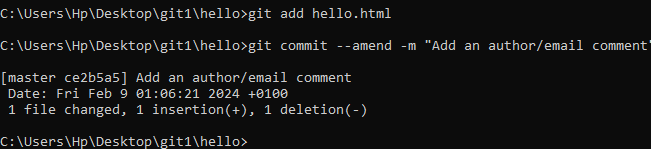 C:\Users\Hp\Desktop\git1\hello>git add hello.html
C:\Users\Hp\Desktop\git1\hello>git commit --amend -m "Add an author/email comment"
[master ce2b5a5] Add an author/email comment
 Date: Fri Feb 9 01:06:21 2024 +0100
 1 file changed, 1 insertion(+), 1 deletion(-)
C:\Users\Hp\Desktop\git1\hello>